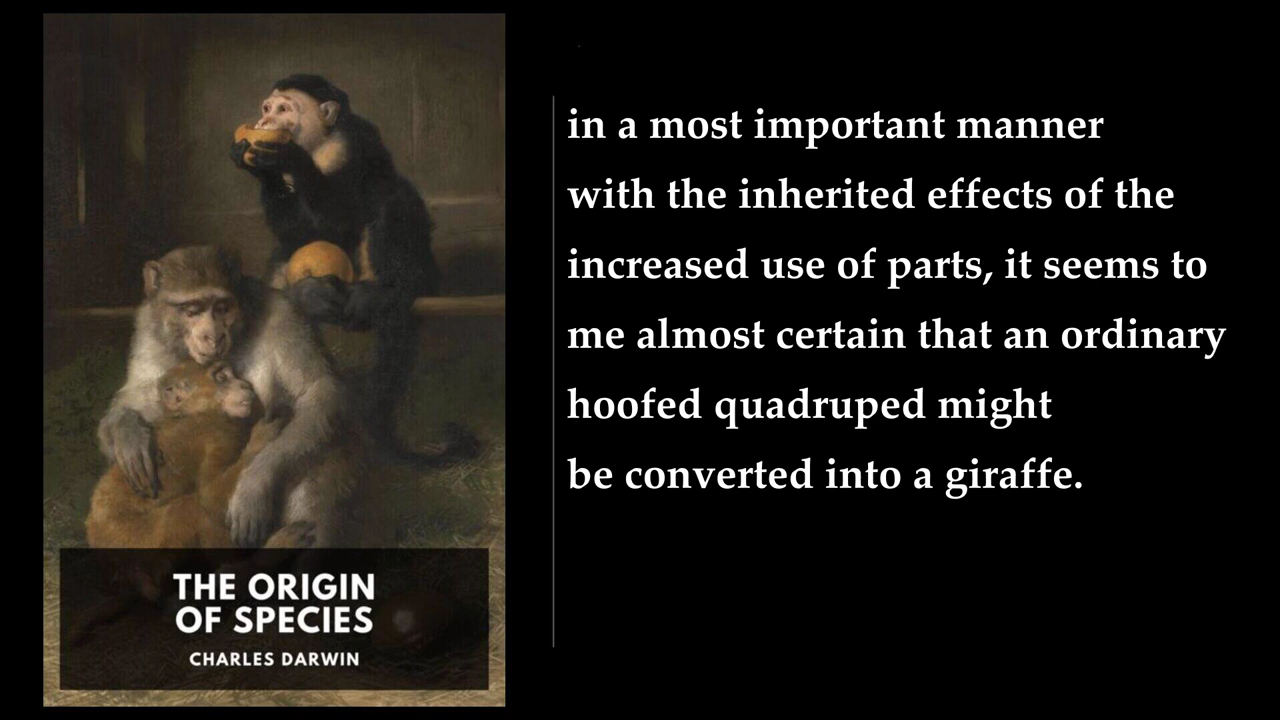 in a most important manner
with the inherited effects of the
increased use of parts, it seems to
me almost certain that an ordinary
hoofed quadruped might
be converted into a giraffe.
THE ORIGIN
OF SPECIES
CHARLES DARWIN